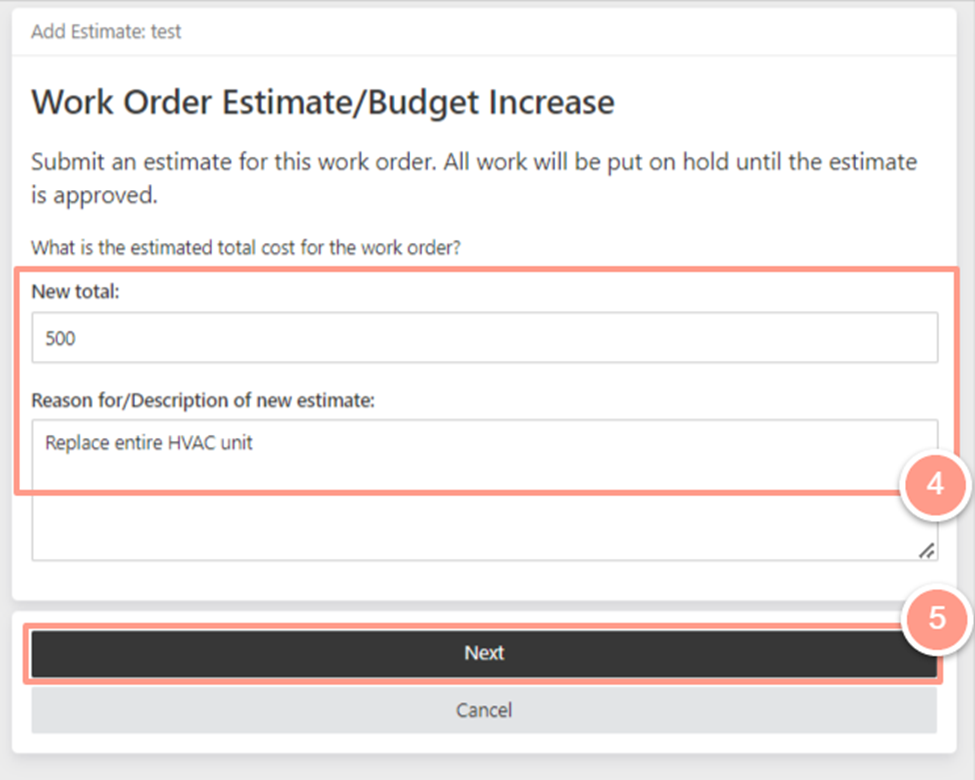 Add Estimate: test
Work Order Estimate/Budget Increase
Submit an estimate for this work order. All work will be put on hold until the estimate
is approved.
What is the estimated total cost for the work order?
New total:
500
Reason for/Description of new estimate:
Replace entire HVAC unit
4
5
Next
Cancel